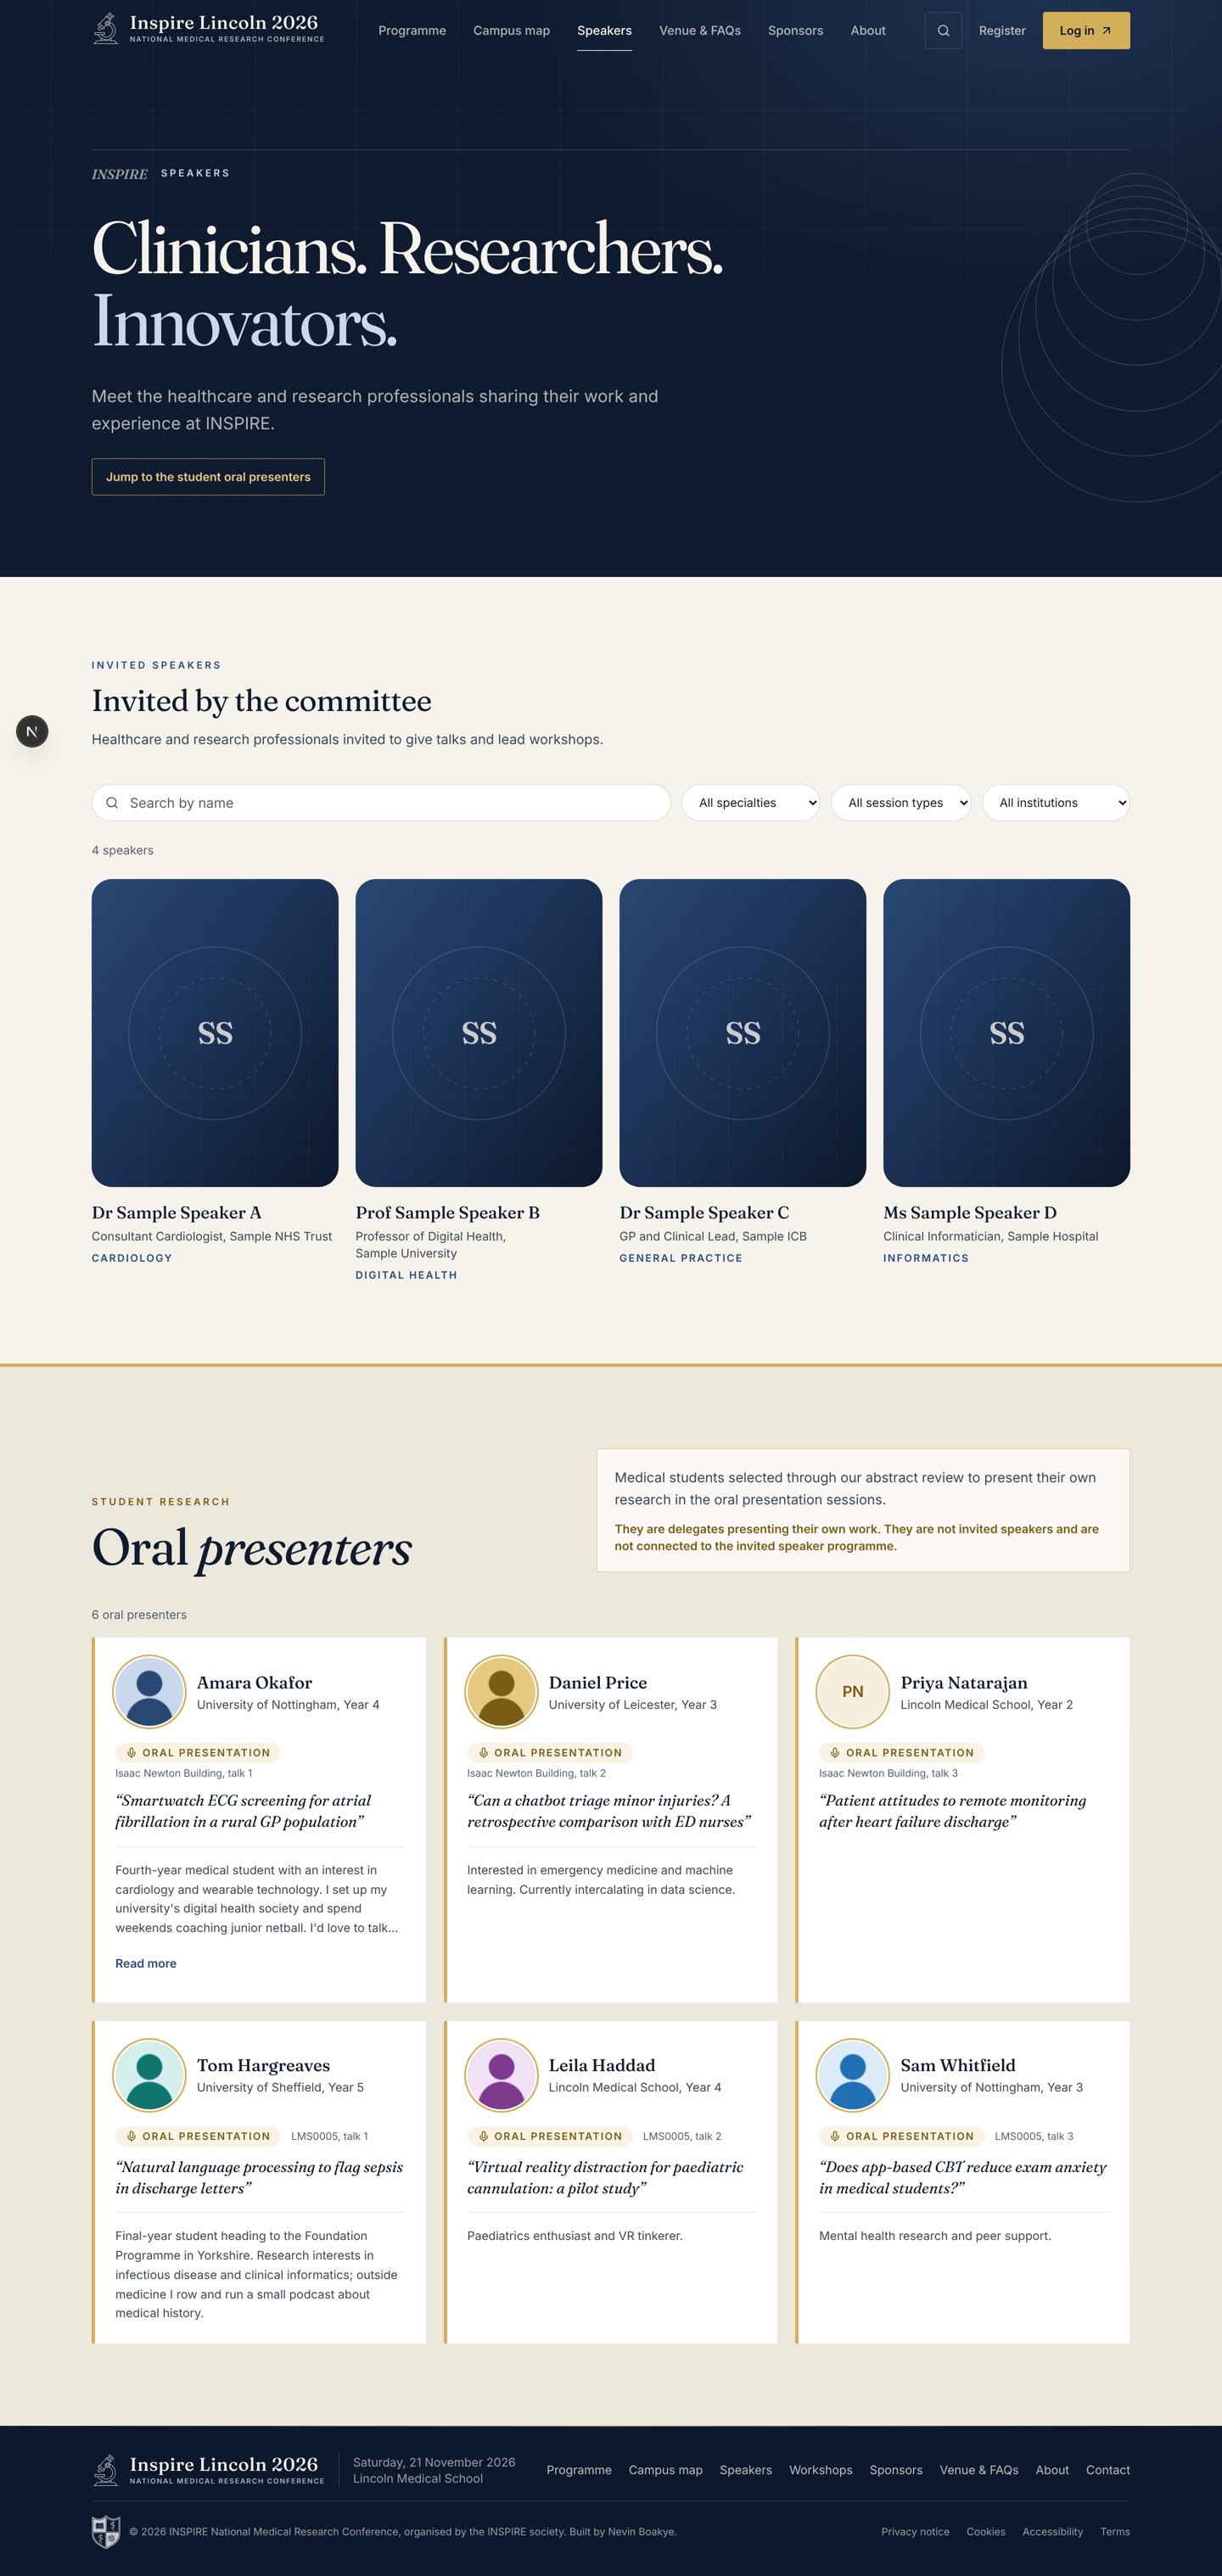 Inspire Lincoln 2026
NATIONAL MEDICAL RESEARCH CONFERENCE
Programme
Campus map
Speakers
Venue & FAQs
Sponsors
About
Register
Log in
INSPIRE SPEAKERS
Clinicians. Researchers.
Innovators.
Meet the healthcare and research professionals sharing their work and
experience at INSPIRE.
Jump to the student oral presenters
INVITED SPEAKERS
Invited by the committee
Healthcare and research professionals invited to give talks and lead workshops.
N
Search by name
All specialties
All session types
All institutions
4 speakers
SS
SS
SS
SS
Dr Sample Speaker A
Consultant Cardiologist, Sample NHS Trust
CARDIOLOGY
Prof Sample Speaker B
Professor of Digital Health,
Sample University
DIGITAL HEALTH
Dr Sample Speaker C
GP and Clinical Lead, Sample ICB
GENERAL PRACTICE
Ms Sample Speaker D
Clinical Informatician, Sample Hospital
INFORMATICS
STUDENT RESEARCH
Oral presenters
Medical students selected through our abstract review to present their own
research in the oral presentation sessions.
They are delegates presenting their own work. They are not invited speakers and are
not connected to the invited speaker programme.
6 oral presenters
Amara Okafor
University of Nottingham, Year 4
ORAL PRESENTATION
Isaac Newton Building, talk 1
“Smartwatch ECG screening for atrial
fibrillation in a rural GP population”
Fourth-year medical student with an interest in
cardiology and wearable technology. I set up my
university's digital health society and spend
weekends coaching junior netball. I'd love to talk...
Read more
Daniel Price
University of Leicester, Year 3
ORAL PRESENTATION
Isaac Newton Building, talk 2
“Can a chatbot triage minor injuries? A
retrospective comparison with ED nurses”
Interested in emergency medicine and machine
learning. Currently intercalating in data science.
PN
Priya Natarajan
Lincoln Medical School, Year 2
ORAL PRESENTATION
Isaac Newton Building, talk 3
“Patient attitudes to remote monitoring
after heart failure discharge”
Tom Hargreaves
University of Sheffield, Year 5
ORAL PRESENTATION
LMS0005, talk 1
“Natural language processing to flag sepsis
in discharge letters”
Final-year student heading to the Foundation
Programme in Yorkshire. Research interests in
infectious disease and clinical informatics; outside
medicine I row and run a small podcast about
medical history.
Leila Haddad
Lincoln Medical School, Year 4
ORAL PRESENTATION
LMS0005, talk 2
“Virtual reality distraction for paediatric
cannulation: a pilot study”
Paediatrics enthusiast and VR tinkerer.
Sam Whitfield
University of Nottingham, Year 3
ORAL PRESENTATION
LMS0005, talk 3
“Does app-based CBT reduce exam anxiety
in medical students?”
Mental health research and peer support.
Inspire Lincoln 2026
NATIONAL MEDICAL RESEARCH CONFERENCE
Saturday, 21 November 2026
Lincoln Medical School
Programme
Campus map
Speakers
Workshops
Sponsors
Venue & FAQs
About
Contact
© 2026 INSPIRE National Medical Research Conference, organised by the INSPIRE society. Built by Nevin Boakye.
Privacy notice
Cookies
Accessibility
Terms